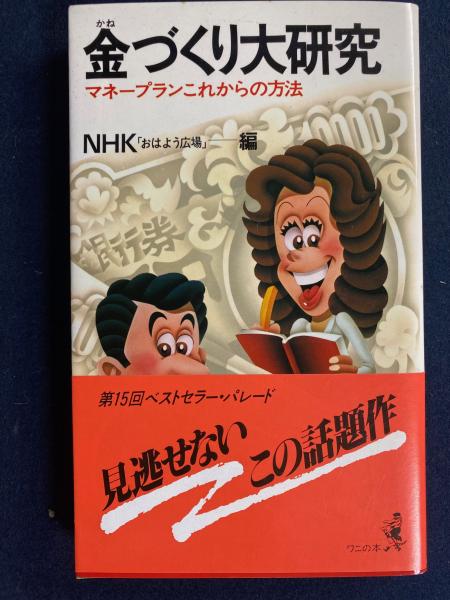 かね
金づくり大研究
マネープランこれからの方法
NHK「おはよう広場」──編
銀行券
第15回ベストセラー・パレード
見逃せない
この話題作
ワニの本